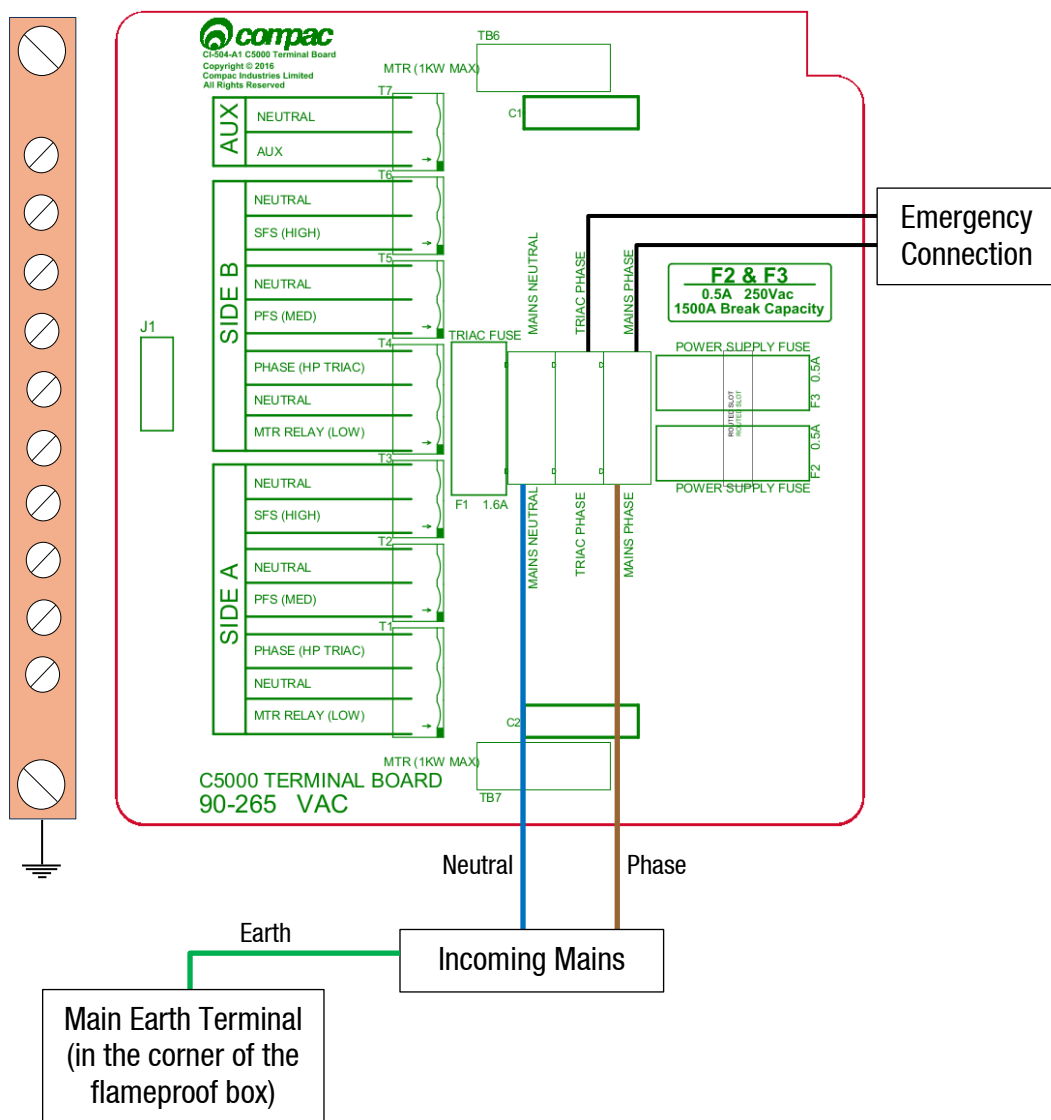 compac
CI-504-A1 C5000 Terminal Board
Copyright © 2016
Compac Industries Limited
All Rights Reserved
TB6
MTR (1KW MAX)
C1
T7
AUX
NEUTRAL
AUX
T6
SIDE B
NEUTRAL
SFS (HIGH)
T5
NEUTRAL
PFS (MED)
T4
PHASE (HP TRIAC)
NEUTRAL
MTR RELAY (LOW)
J1
T3
SIDE A
NEUTRAL
SFS (HIGH)
T2
NEUTRAL
PFS (MED)
T1
PHASE (HP TRIAC)
NEUTRAL
MTR RELAY (LOW)
MAINS NEUTRAL
TRIAC PHASE
MAINS PHASE
Emergency
Connection
F2 & F3
0.5A 250Vac
1500A Break Capacity
TRIAC FUSE
F1 1.6A
POWER SUPPLY FUSE
F3 0.5A
ROUTED SLOT
ROUTED SLOT
F2 0.5A
POWER SUPPLY FUSE
MAINS NEUTRAL
TRIAC PHASE
MAINS PHASE
C2
MTR (1KW MAX)
TB7
C5000 TERMINAL BOARD
90-265 VAC
Neutral
Phase
Earth
Incoming Mains
Main Earth Terminal
(in the corner of the
flameproof box)